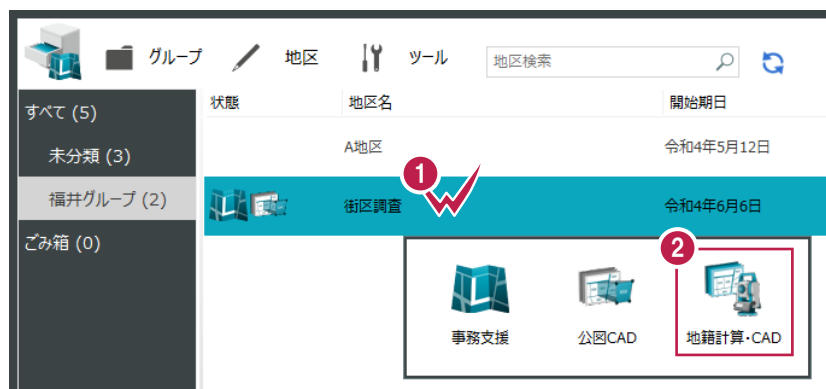 グループ 地区 ツール 地区検索
すべて (5)
未分類 (3)
福井グループ (2)
ごみ箱 (0)
状態 地区名 開始期日
A地区 令和4年5月12日
1
街区調査 令和4年6月6日
2
事務支援 公図CAD 地籍計算・CAD